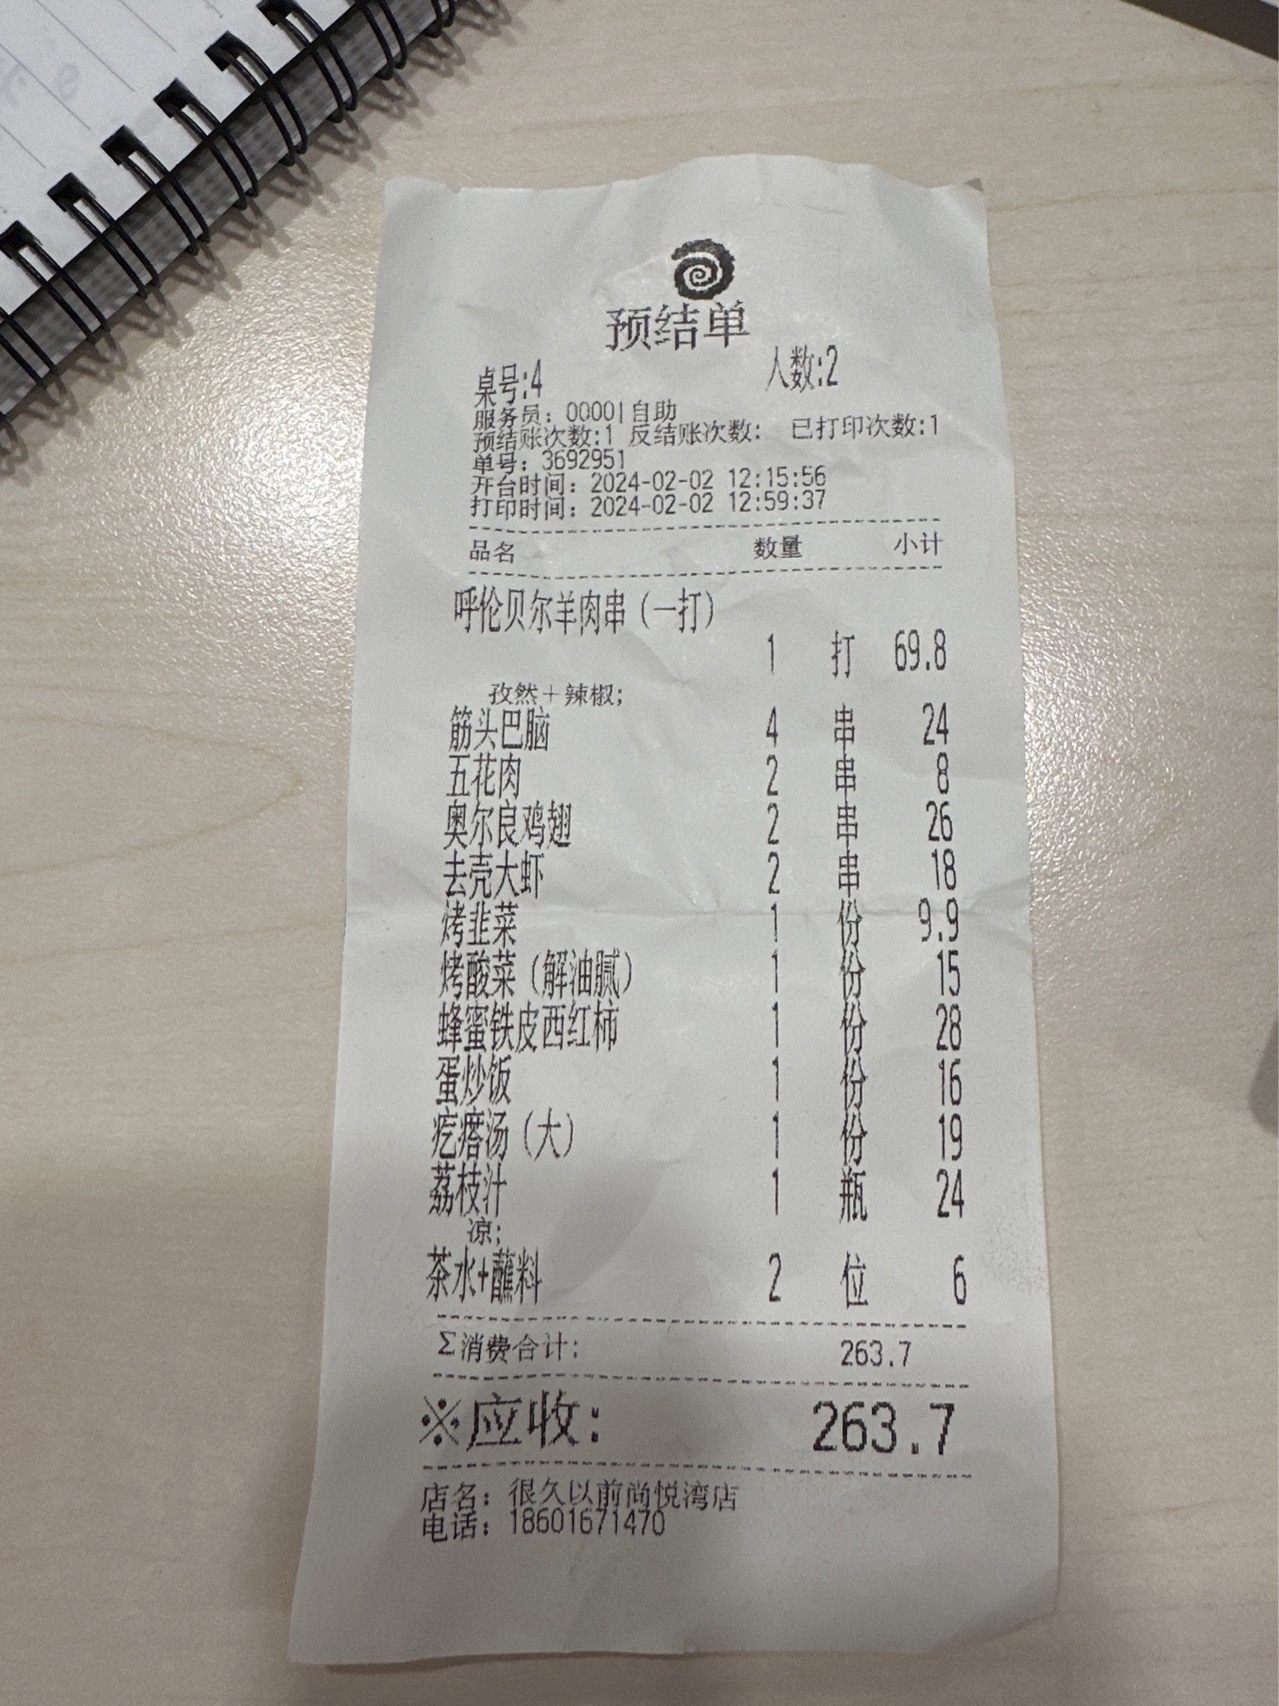 预结单
桌号:4 人数:2
服务员: 00001自助
预结账次数:1 反结账次数: 已打印次数:1
单号: 3692951
开台时间: 2024-02-02 12:15:56
打印时间: 2024-02-02 12:59:37
品名 数量 小计
呼伦贝尔羊肉串(一打)
1 打 69.8
孜然+辣椒;
筋头巴脑 4 串 24
五花肉 2 串 8
奥尔良鸡翅 2 串 26
去壳大虾 2 串 18
烤韭菜 1 份 9.9
烤酸菜(解油腻) 1 份 15
蜂蜜铁皮西红柿 1 份 28
蛋炒饭 1 份 16
疙瘩汤(大) 1 份 19
荔枝汁 1 瓶 24
凉;
茶水+蘸料 2 位 6
Σ消费合计: 263.7
※应收: 263.7
店名: 很久以前尚悦湾店
电话: 18601671470